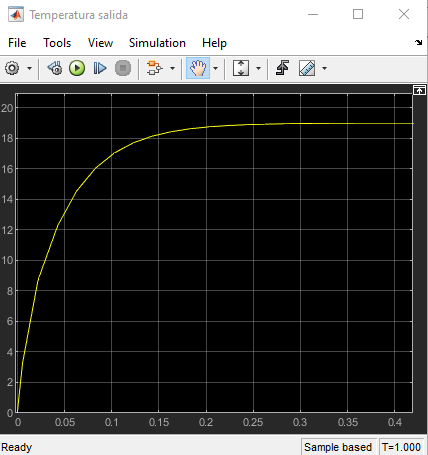 Temperatura salida
File Tools View Simulation Help
20
18
16
14
12
10
8
6
4
2
0
0 0.05 0.1 0.15 0.2 0.25 0.3 0.35 0.4
Ready Sample based T=1.000